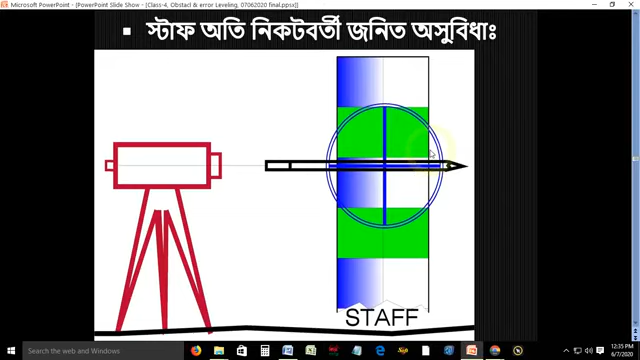 Microsoft PowerPoint - [PowerPoint Slide Show - [Class-4, Obstacl & error Leveling, 07062020 final.ppsx]]
▪ স্টাফ অতি নিকটবর্তী জনিত অসুবিধাঃ
STAFF
Search the web and Windows
12:35 PM
6/7/2020